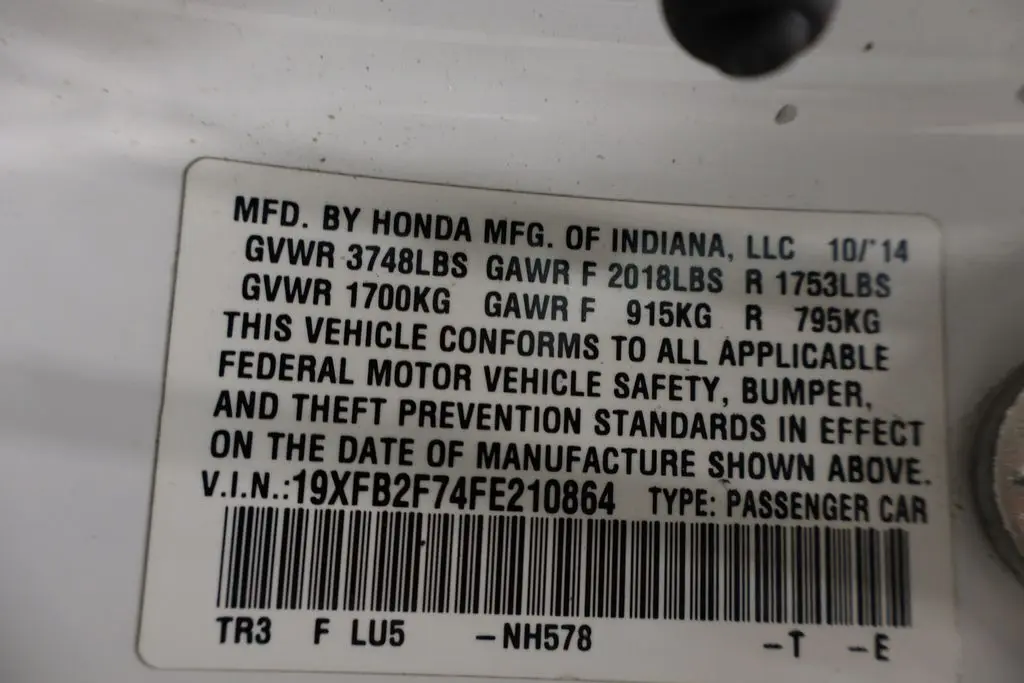 MFD. BY HONDA MFG. OF INDIANA, LLC 10/'14
GVWR 3748LBS GAWR F 2018LBS R 1753LBS
GVWR 1700KG GAWR F 915KG R 795KG
THIS VEHICLE CONFORMS TO ALL APPLICABLE
FEDERAL MOTOR VEHICLE SAFETY, BUMPER,
AND THEFT PREVENTION STANDARDS IN EFFECT
ON THE DATE OF MANUFACTURE SHOWN ABOVE.
V.I.N.:19XFB2F74FE210864 TYPE: PASSENGER CAR
TR3 F LU5 -NH578 -T -E